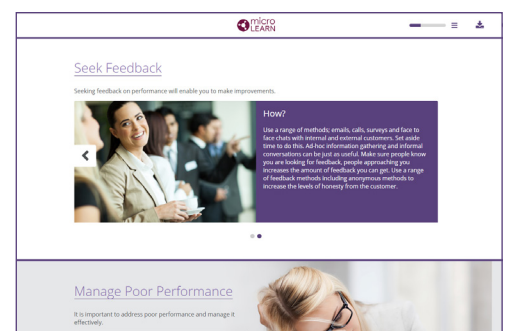 micro
LEARN
Seek Feedback
Seeking feedback on performance will enable you to make improvements.
How?
Use a range of methods; emails, calls, surveys and face to
face chats with internal and external customers. Set aside
time to do this. Ad-hoc information gathering and informal
conversations can be just as useful. Make sure people know
you are looking for feedback, people approaching you
increases the amount of feedback you can get. Use a range
of feedback methods including anonymous methods to
increase the levels of honesty from the customer.
Manage Poor Performance
It is important to address poor performance and manage it
effectively.